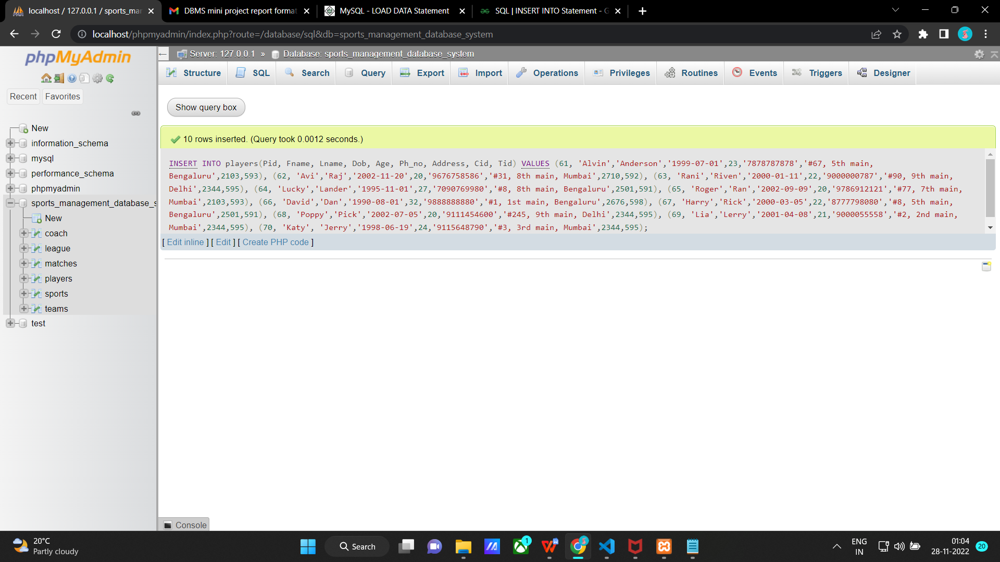 localhost / 127.0.0.1 / sports_mar
DBMS mini project report format
MySQL - LOAD DATA Statement
SQL | INSERT INTO Statement - G
localhost/phpmyadmin/index.php?route=/database/sql&db=sports_management_database_system
phpMyAdmin
Recent Favorites
New
information_schema
mysql
performance_schema
phpmyadmin
sports_management_database_s
New
coach
league
matches
players
sports
teams
test
Server: 127.0.0.1 » Database: sports_management_database_system
Structure SQL Search Query Export Import Operations Privileges Routines Events Triggers Designer
Show query box
10 rows inserted. (Query took 0.0012 seconds.)
INSERT INTO players(Pid, Fname, Lname, Dob, Age, Ph_no, Address, Cid, Tid) VALUES (61, 'Alvin','Anderson','1999-07-01',23,'7878787878','#67, 5th main,
Bengaluru',2103,593), (62, 'Avi','Raj','2002-11-20',20,'9676758586','#31, 8th main, Mumbai',2710,592), (63, 'Rani','Riven','2000-01-11',22,'9000000787','#90, 9th main,
Delhi',2344,595), (64, 'Lucky','Lander','1995-11-01',27,'7090769980','#8, 8th main, Bengaluru',2501,591), (65, 'Roger','Ran','2002-09-09',20,'9786912121','#77, 7th main,
Mumbai',2103,593), (66, 'David','Dan','1990-08-01',32,'9888888880','#1, 1st main, Bengaluru',2676,598), (67, 'Harry','Rick','2000-03-05',22,'8777798080','#8, 5th main,
Bengaluru',2501,591), (68, 'Poppy','Pick','2002-07-05',20,'9111454600','#245, 9th main, Delhi',2344,595), (69, 'Lia','Lerry','2001-04-08',21,'9000055558','#2, 2nd main,
Mumbai',2344,595), (70, 'Katy', 'Jerry','1998-06-19',24,'9115648790','#3, 3rd main, Mumbai',2344,595);
[ Edit inline ] [ Edit ] [ Create PHP code ]
Console
20°C
Partly cloudy
Search
1
ENG
IN
01:04
28-11-2022
20